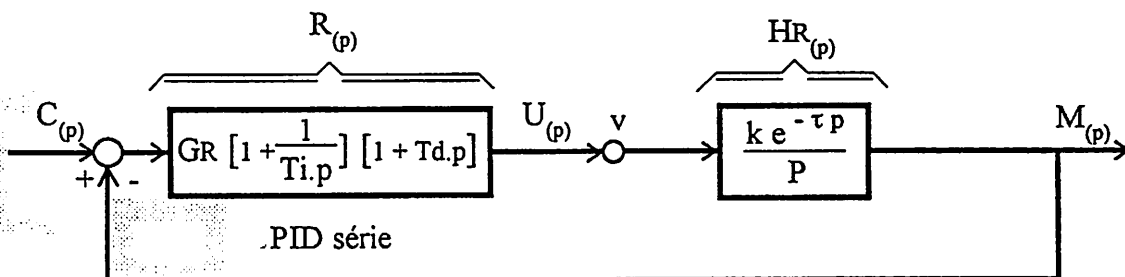 R(p)
HR(p)
C(p)
GR [1 + 1/Ti.p] [1 + Td.p]
U(p)
v
k e^-τp / P
M(p)
+ -
PID série